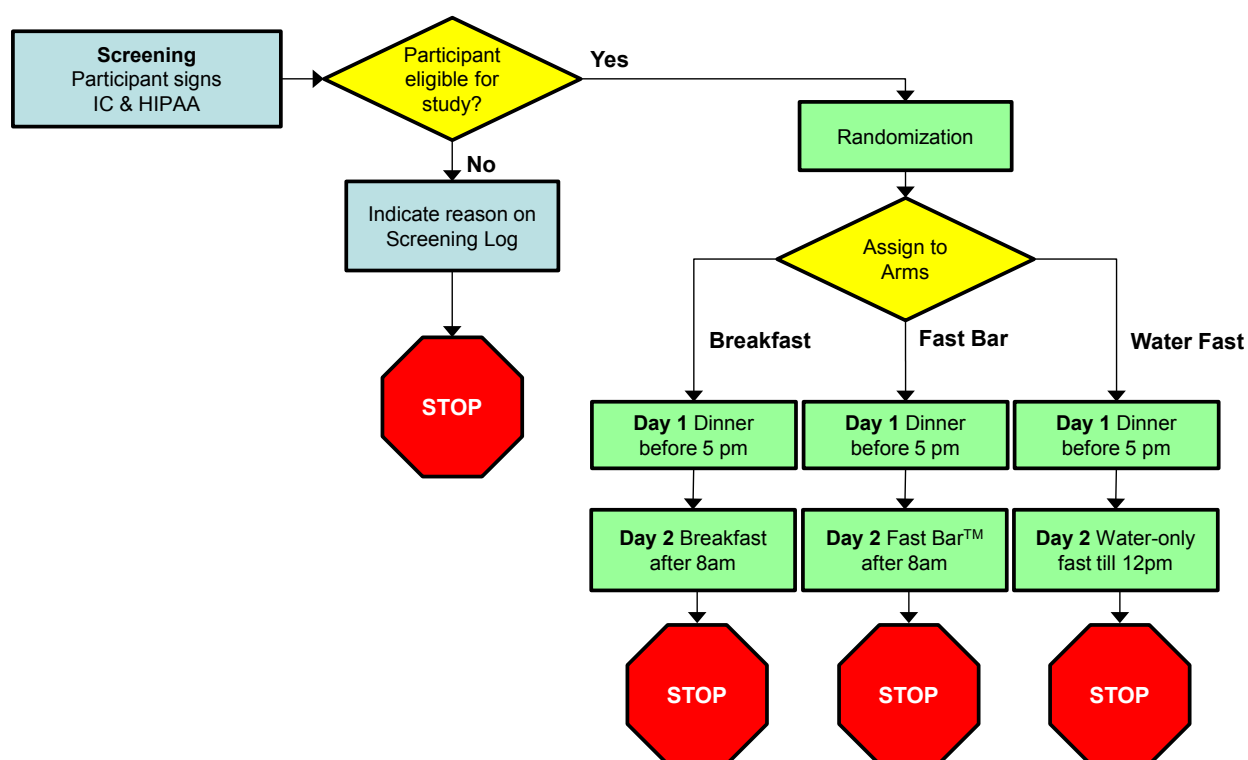 Screening
Participant signs
IC & HIPAA
Participant
eligible for
study?
Yes
No
Indicate reason on
Screening Log
STOP
Randomization
Assign to
Arms
Breakfast
Fast Bar
Water Fast
Day 1 Dinner
before 5 pm
Day 1 Dinner
before 5 pm
Day 1 Dinner
before 5 pm
Day 2 Breakfast
after 8am
Day 2 Fast Bar™
after 8am
Day 2 Water-only
fast till 12pm
STOP
STOP
STOP